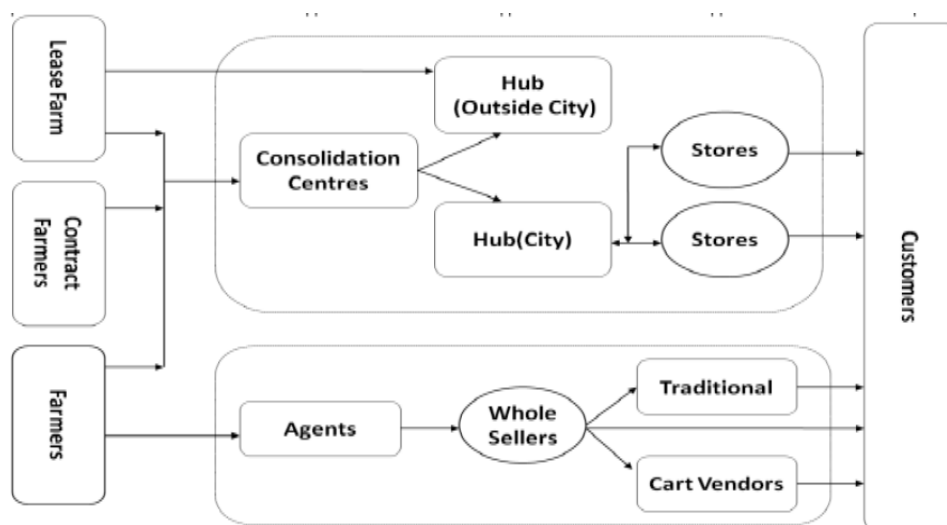 Lease Farm
Hub
(Outside City)
Consolidation
Centres
Stores
Contract
Farmers
Hub(City)
Stores
Customers
Farmers
Agents
Whole
Sellers
Traditional
Cart Vendors